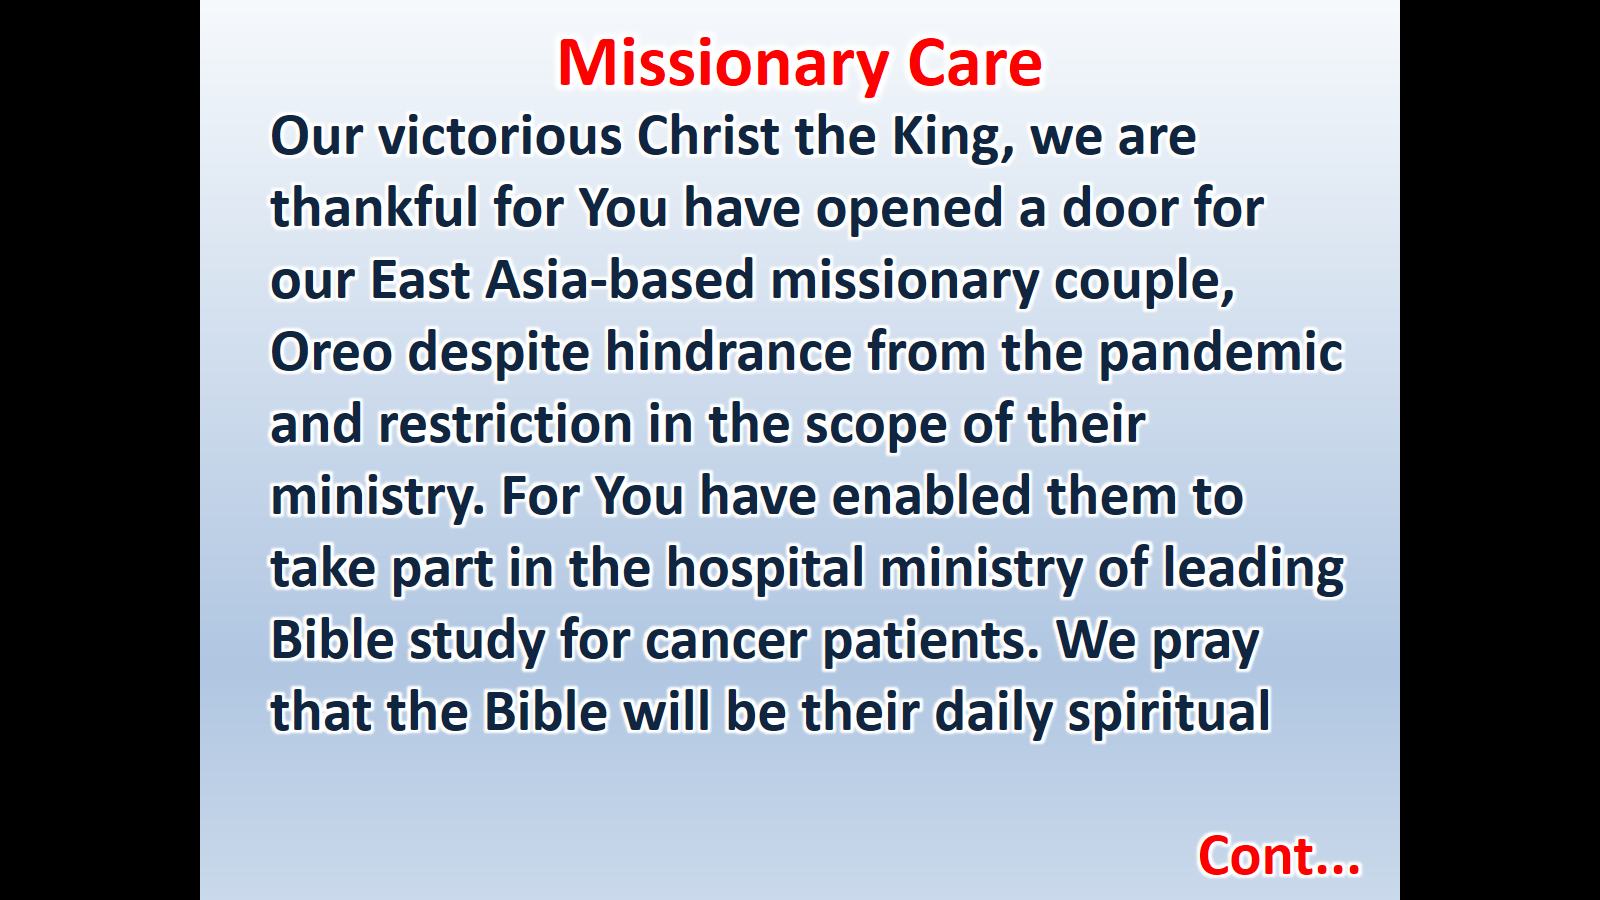 Missionary Care
Our victorious Christ the King, we are
thankful for You have opened a door for
our East Asia-based missionary couple,
Oreo despite hindrance from the pandemic
and restriction in the scope of their
ministry. For You have enabled them to
take part in the hospital ministry of leading
Bible study for cancer patients. We pray
that the Bible will be their daily spiritual
Cont...